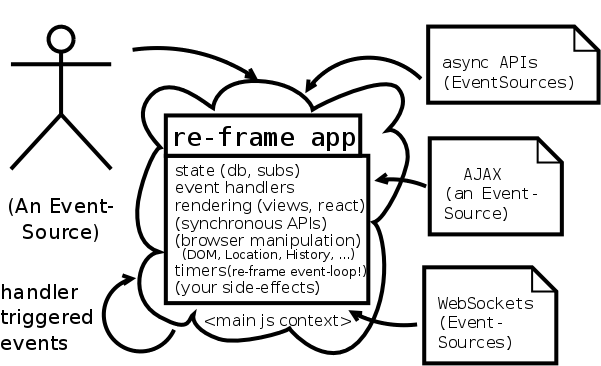 (An Event-
Source)
handler
triggered
events
re-frame app
state (db, subs)
event handlers
rendering (views, react)
(synchronous APIs)
(browser manipulation)
(DOM, Location, History, ...)
timers(re-frame event-loop!)
(your side-effects)
<main js context>
async APIs
(EventSources)
AJAX
(an Event-
Source)
WebSockets
(Event-
Sources)